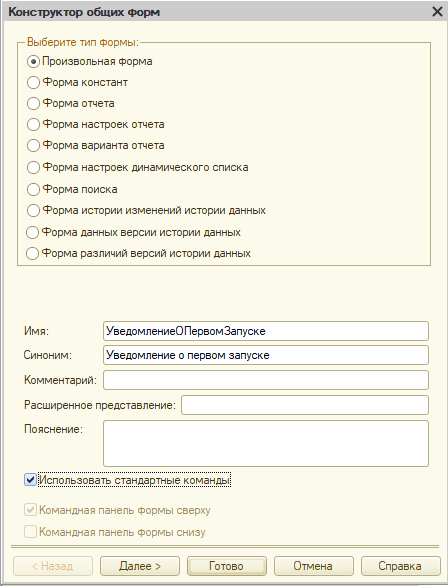 Конструктор общих форм
Выберите тип формы:
Произвольная форма
Форма констант
Форма отчета
Форма настроек отчета
Форма варианта отчета
Форма настроек динамического списка
Форма поиска
Форма истории изменений истории данных
Форма данных версии истории данных
Форма различий версий истории данных
Имя: УведомлениеОПервомЗапуске
Синоним: Уведомление о первом запуске
Комментарий:
Расширенное представление:
Пояснение:
Использовать стандартные команды
Командная панель формы сверху
Командная панель формы снизу
< Назад Далее > Готово Отмена Справка